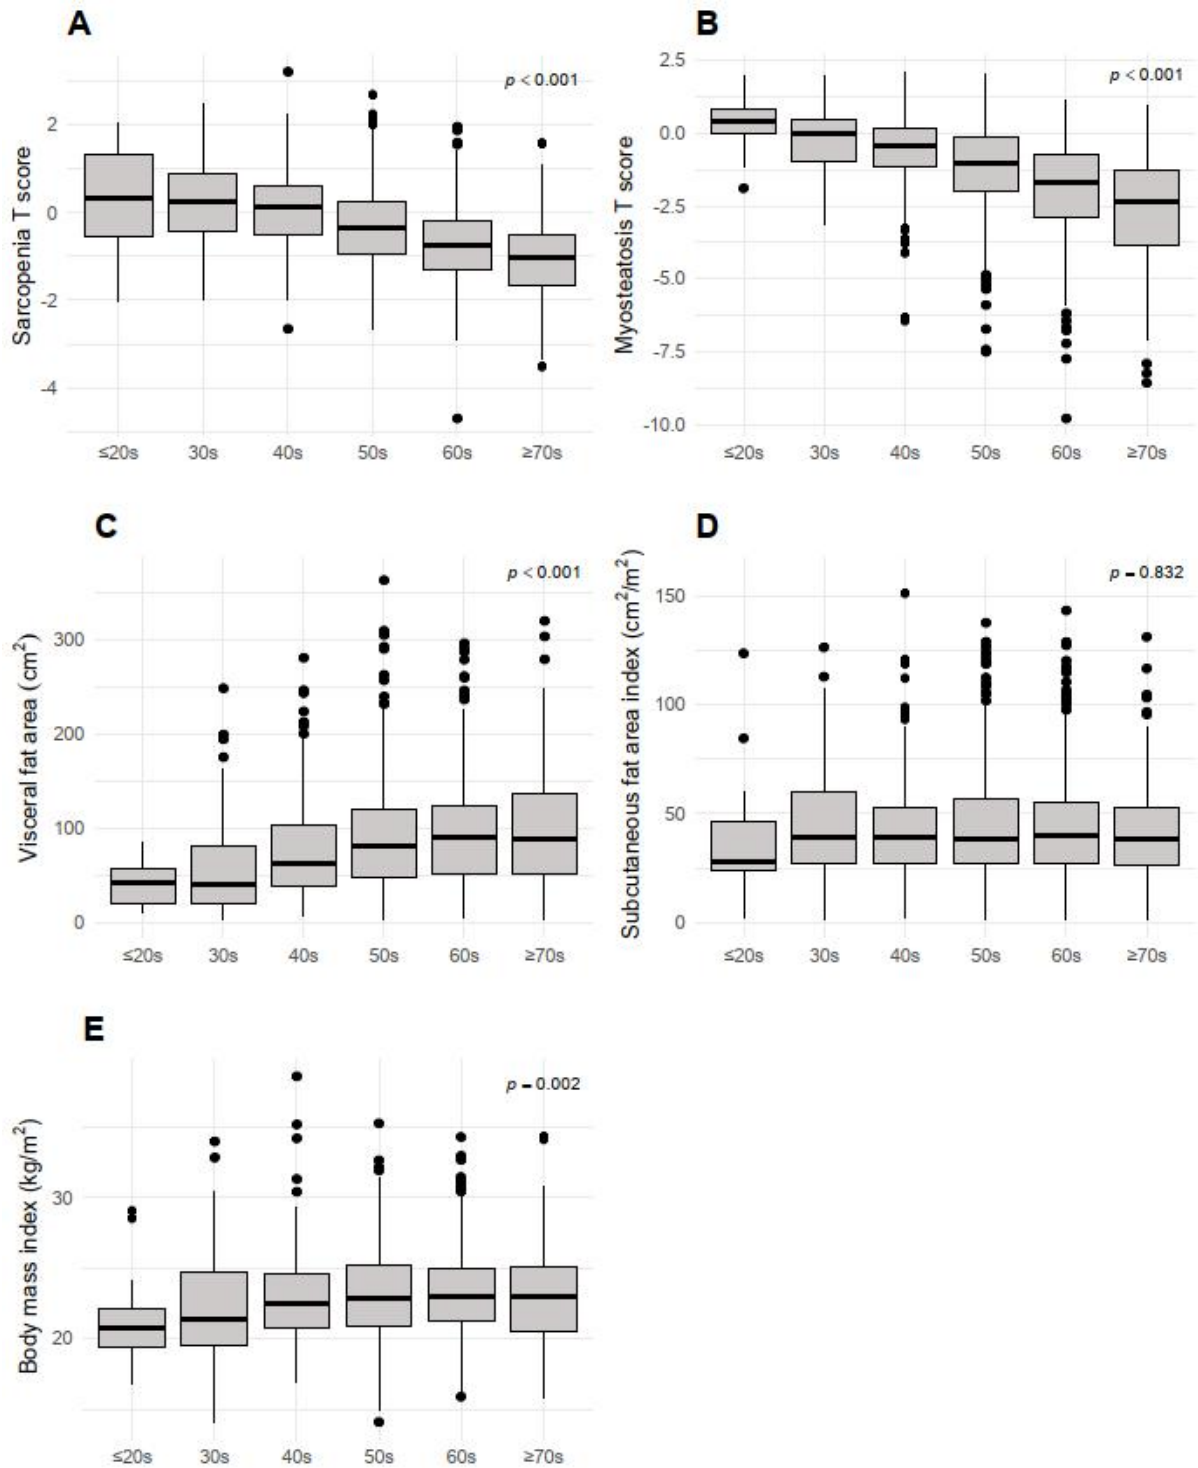 A
Sarcopenia T score
p < 0.001
2
0
-2
-4
≤20s 30s 40s 50s 60s ≥70s
B
Myosteatosis T score
p < 0.001
2.5
0.0
-2.5
-5.0
-7.5
-10.0
≤20s 30s 40s 50s 60s ≥70s
C
Visceral fat area (cm²)
p < 0.001
300
200
100
0
≤20s 30s 40s 50s 60s ≥70s
D
Subcutaneous fat area index (cm²/m²)
p = 0.832
150
100
50
0
≤20s 30s 40s 50s 60s ≥70s
E
Body mass index (kg/m²)
p = 0.002
30
20
≤20s 30s 40s 50s 60s ≥70s